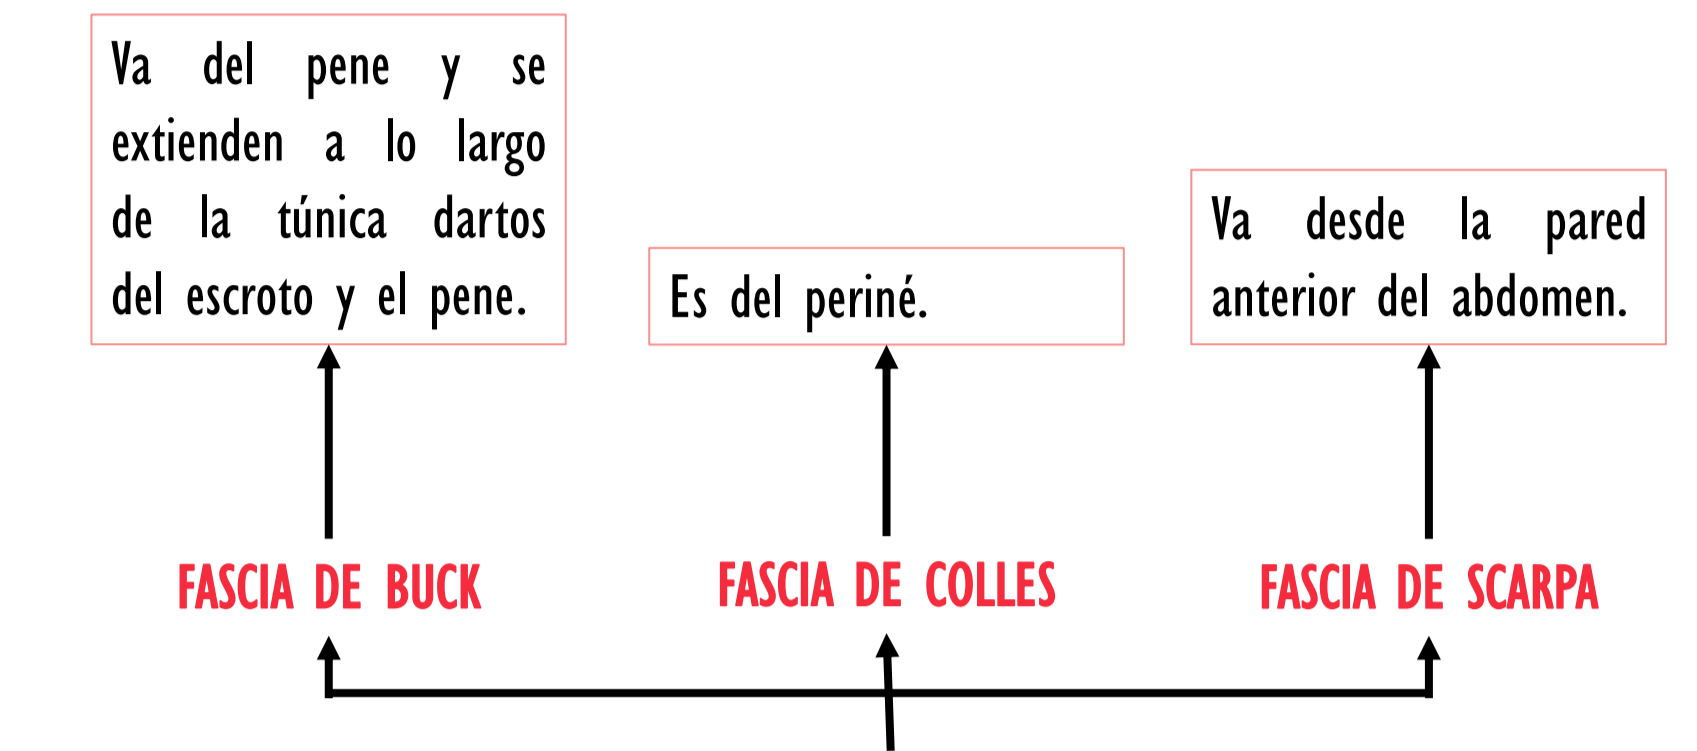 Va del pene y se
extienden a lo largo
de la túnica dartos
del escroto y el pene.
Es del periné.
Va desde la pared
anterior del abdomen.
FASCIA DE BUCK
FASCIA DE COLLES
FASCIA DE SCARPA